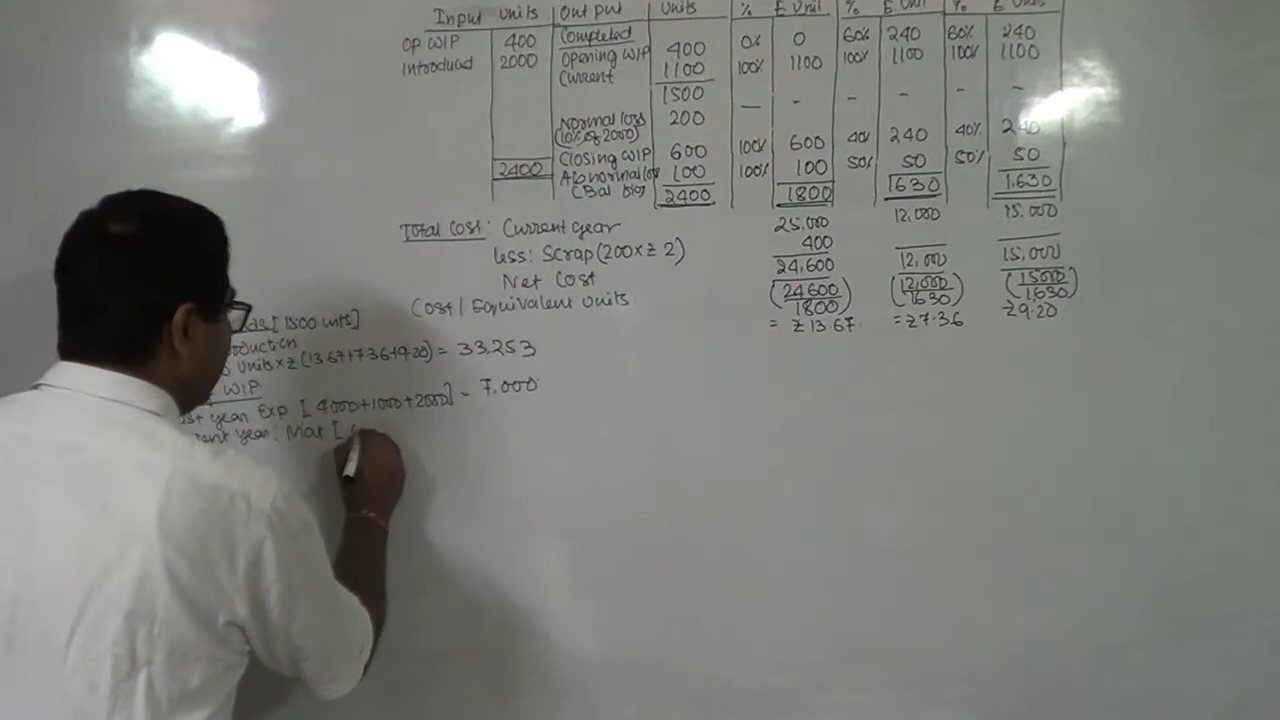 Input Units Output Units % E Unit % E. Unit % E Unit
OP WIP 400 Completed
Opening WIP 400 0% 0 60% 240 60% 240
Introduced 2000 Current 1100 100% 1100 100% 1100 100% 1100
1500
Normal loss (10% of 2000) 200 — - - - - -
Closing WIP 600 100% 600 40% 240 40% 240
2400 Abnormal (Bal big) 100 100% 100 50% 50 50% 50
2400 1800 1630 1,630
Total Cost: Current year 25,000 12,000 15,000
less: Scrap (200×₹ 2) 400
Net Cost 24,600 12,000 15,000
Cost / Equivalent Units (24600/1800) (12,000/1630) (15000/1,630)
= ₹13.67 = ₹7.36 ₹9.20
[1500 units]
units × ₹ (13.67+7.36+9.20) = 33,253
WIP
year Exp [4000+1000+2000] = 7,000
year: Mat [